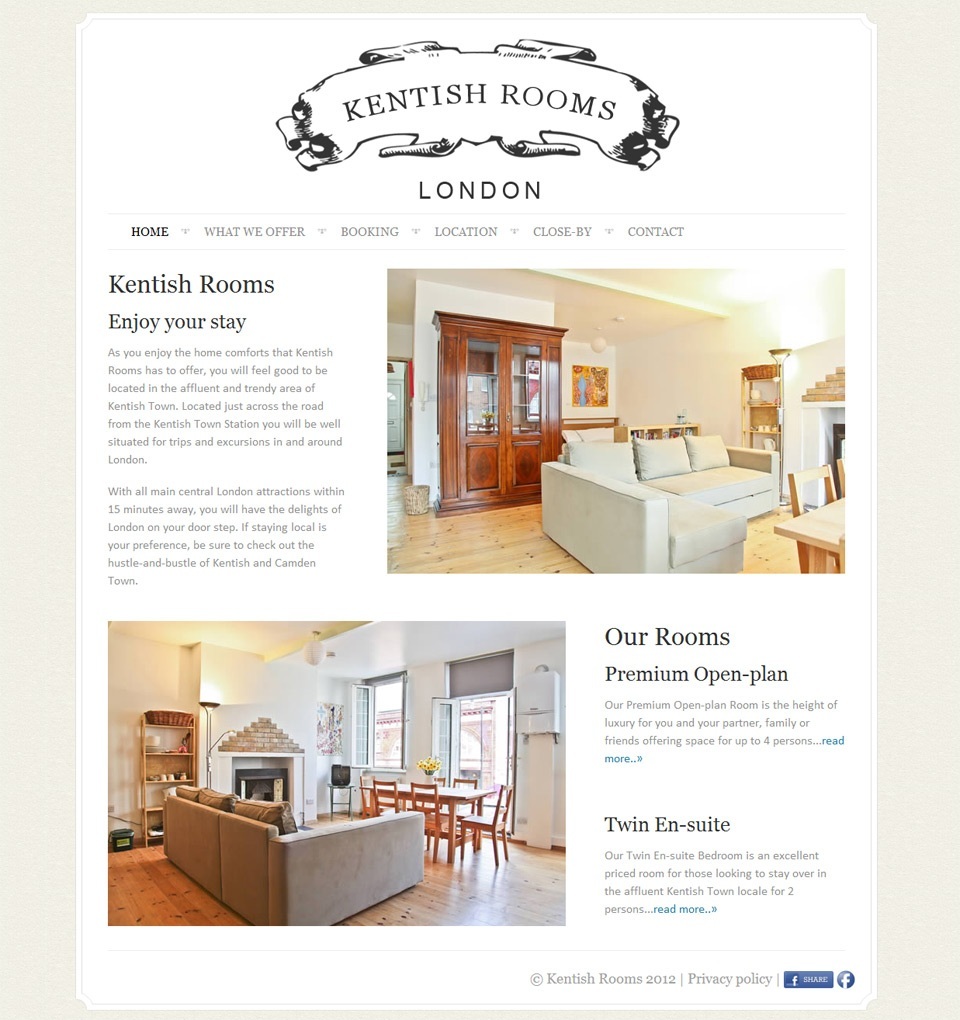 KENTISH ROOMS
LONDON
HOME WHAT WE OFFER BOOKING LOCATION CLOSE-BY CONTACT
Kentish Rooms
Enjoy your stay
As you enjoy the home comforts that Kentish
Rooms has to offer, you will feel good to be
located in the affluent and trendy area of
Kentish Town. Located just across the road
from the Kentish Town Station you will be well
situated for trips and excursions in and around
London.
With all main central London attractions within
15 minutes away, you will have the delights of
London on your door step. If staying local is
your preference, be sure to check out the
hustle-and-bustle of Kentish and Camden
Town.
Our Rooms
Premium Open-plan
Our Premium Open-plan Room is the height of
luxury for you and your partner, family or
friends offering space for up to 4 persons...read
more..»
Twin En-suite
Our Twin En-suite Bedroom is an excellent
priced room for those looking to stay over in
the affluent Kentish Town locale for 2
persons...read more..»
© Kentish Rooms 2012 | Privacy policy | f SHARE f